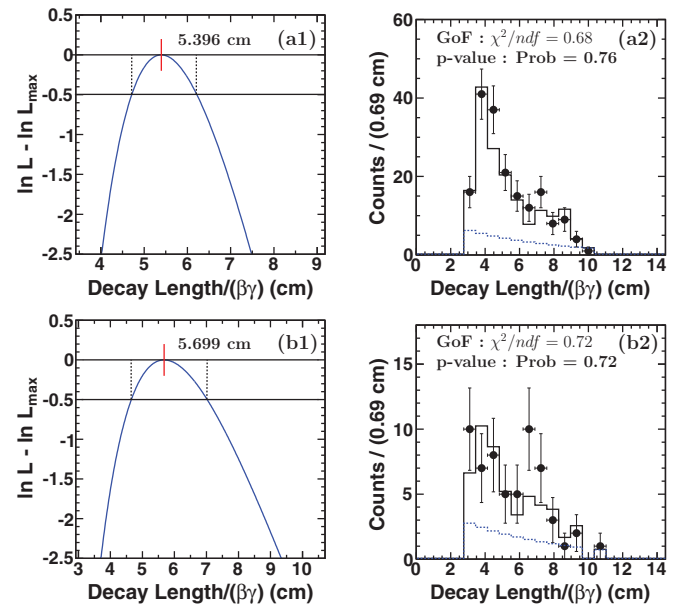 0.5
0
-0.5
-1
-1.5
-2
-2.5
4 5 6 7 8 9
ln L - ln L_max
Decay Length/(βγ) (cm)
5.396 cm (a1)
60
40
20
0
0 2 4 6 8 10 12 14
Counts / (0.69 cm)
Decay Length/(βγ) (cm)
GoF : χ²/ndf = 0.68 (a2)
p-value : Prob = 0.76
0.5
0
-0.5
-1
-1.5
-2
-2.5
3 4 5 6 7 8 9 10
ln L - ln L_max
Decay Length/(βγ) (cm)
5.699 cm (b1)
15
10
5
0
0 2 4 6 8 10 12 14
Counts / (0.69 cm)
Decay Length/(βγ) (cm)
GoF : χ²/ndf = 0.72 (b2)
p-value : Prob = 0.72